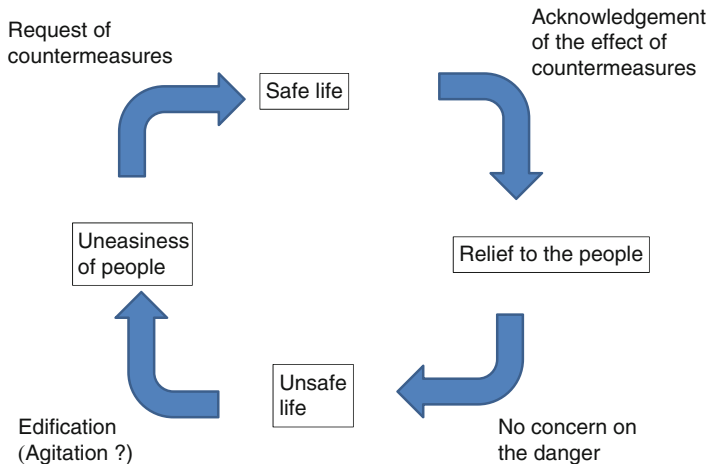 Request of
countermeasures
Acknowledgement
of the effect of
countermeasures
Safe life
Uneasiness
of people
Relief to the people
Unsafe
life
Edification
(Agitation ?)
No concern on
the danger